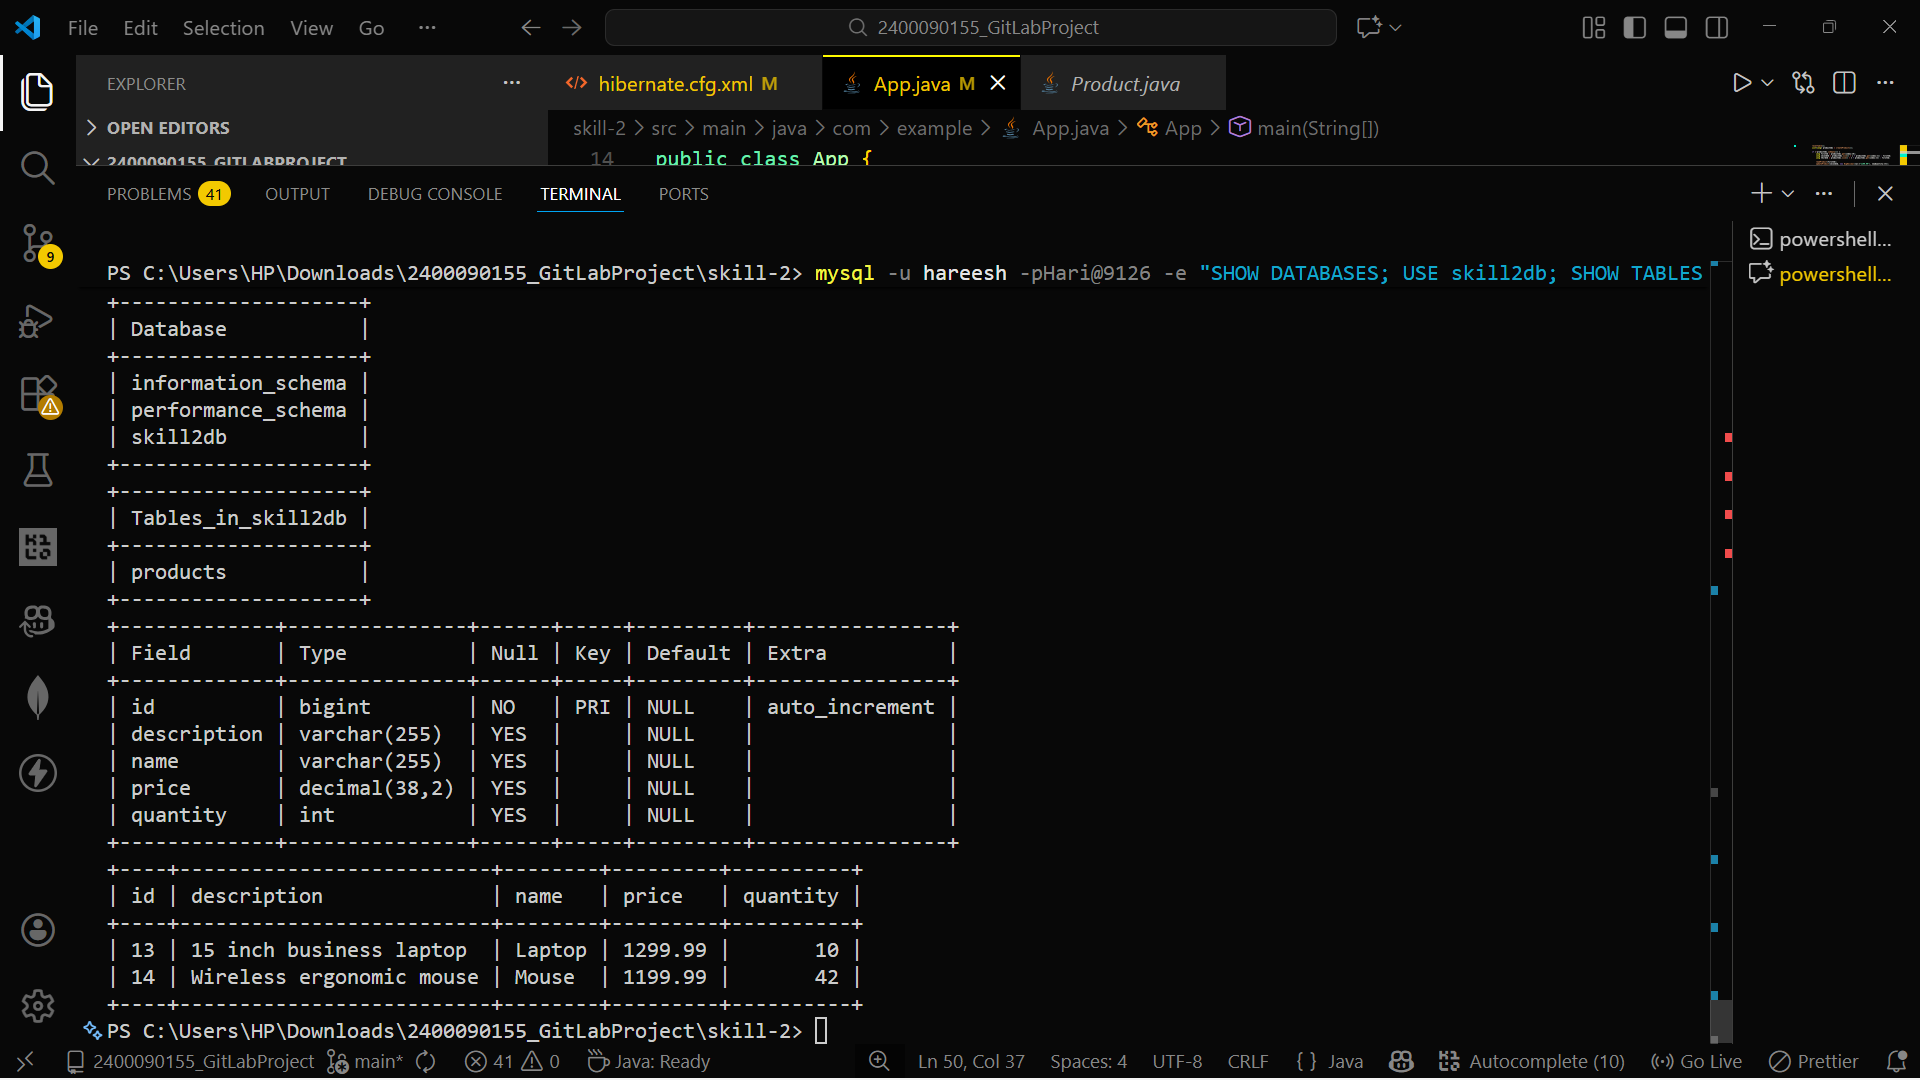 File Edit Selection View Go ··· 2400090155_GitLabProject
EXPLORER ···
OPEN EDITORS
2400090155_GITLABPROJECT
hibernate.cfg.xml M App.java M Product.java
skill-2 > src > main > java > com > example > App.java > App > main(String[])
14 public class App {
PROBLEMS 41 OUTPUT DEBUG CONSOLE TERMINAL PORTS
powershell...
powershell...
PS C:\Users\HP\Downloads\2400090155_GitLabProject\skill-2> mysql -u hareesh -pHari@9126 -e "SHOW DATABASES; USE skill2db; SHOW TABLES
+--------------------+
| Database           |
+--------------------+
| information_schema |
| performance_schema |
| skill2db           |
+--------------------+
+--------------------+
| Tables_in_skill2db |
+--------------------+
| products           |
+--------------------+
+-------------+---------------+------+-----+---------+----------------+
| Field       | Type          | Null | Key | Default | Extra          |
+-------------+---------------+------+-----+---------+----------------+
| id          | bigint        | NO   | PRI | NULL    | auto_increment |
| description | varchar(255)  | YES  |     | NULL    |                |
| name        | varchar(255)  | YES  |     | NULL    |                |
| price       | decimal(38,2) | YES  |     | NULL    |                |
| quantity    | int           | YES  |     | NULL    |                |
+-------------+---------------+------+-----+---------+----------------+
+----+--------------------------+--------+---------+----------+
| id | description              | name   | price   | quantity |
+----+--------------------------+--------+---------+----------+
| 13 | 15 inch business laptop  | Laptop | 1299.99 |       10 |
| 14 | Wireless ergonomic mouse | Mouse  | 1199.99 |       42 |
+----+--------------------------+--------+---------+----------+
PS C:\Users\HP\Downloads\2400090155_GitLabProject\skill-2>
9
2400090155_GitLabProject main* 41 0 Java: Ready Ln 50, Col 37 Spaces: 4 UTF-8 CRLF { } Java Autocomplete (10) Go Live Prettier